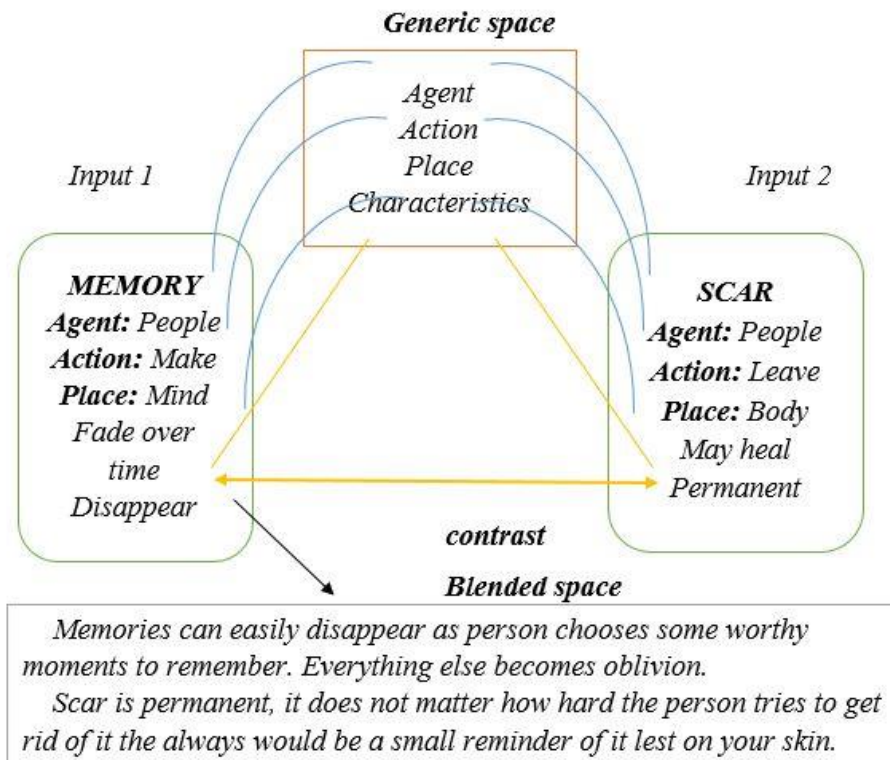 Generic space
Agent
Action
Place
Characteristics
Input 1
Input 2
MEMORY
Agent: People
Action: Make
Place: Mind
Fade over
time
Disappear
SCAR
Agent: People
Action: Leave
Place: Body
May heal
Permanent
contrast
Blended space
Memories can easily disappear as person chooses some worthy
moments to remember. Everything else becomes oblivion.
Scar is permanent, it does not matter how hard the person tries to get
rid of it the always would be a small reminder of it lest on your skin.